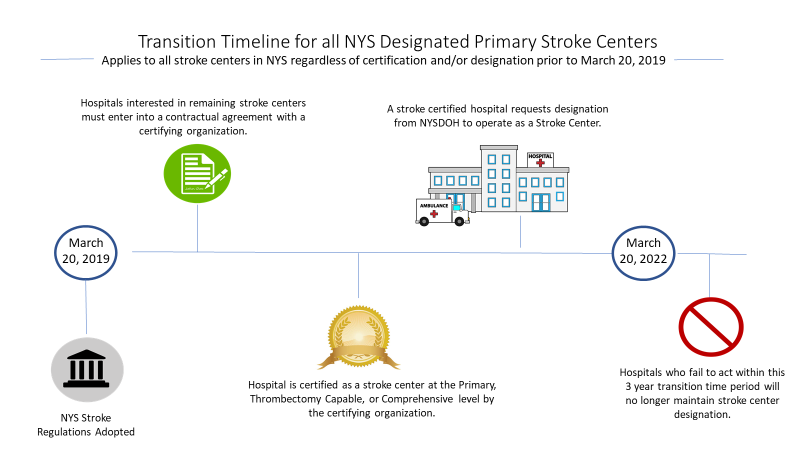 Transition Timeline for all NYS Designated Primary Stroke Centers
Applies to all stroke centers in NYS regardless of certification and/or designation prior to March 20, 2019
Hospitals interested in remaining stroke centers
must enter into a contractual agreement with a
certifying organization.
A stroke certified hospital requests designation
from NYSDOH to operate as a Stroke Center.
HOSPITAL
AMBULANCE
March
20, 2019
March
20, 2022
NYS Stroke
Regulations Adopted
Hospital is certified as a stroke center at the Primary,
Thrombectomy Capable, or Comprehensive level by
the certifying organization.
Hospitals who fail to act within this
3 year transition time period will
no longer maintain stroke center
designation.